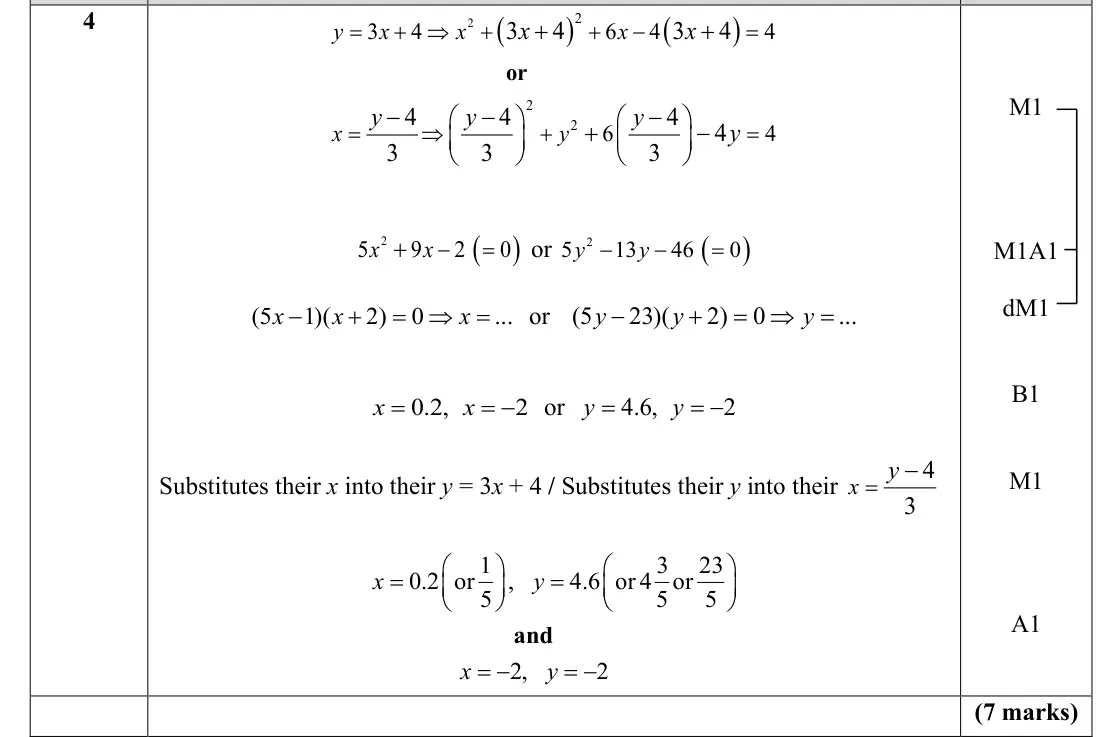 4
y = 3x + 4 ⇒ x² + (3x + 4)² + 6x − 4(3x + 4) = 4
or
x = (y − 4)/3 ⇒ ((y − 4)/3)² + y² + 6((y − 4)/3) − 4y = 4
M1
5x² + 9x − 2 (= 0) or 5y² − 13y − 46 (= 0)
M1A1
(5x − 1)(x + 2) = 0 ⇒ x = ... or (5y − 23)(y + 2) = 0 ⇒ y = ...
dM1
x = 0.2, x = −2 or y = 4.6, y = −2
B1
Substitutes their x into their y = 3x + 4 / Substitutes their y into their x = (y − 4)/3
M1
x = 0.2 (or 1/5), y = 4.6 (or 4 3/5 or 23/5)
and
x = −2, y = −2
A1
(7 marks)